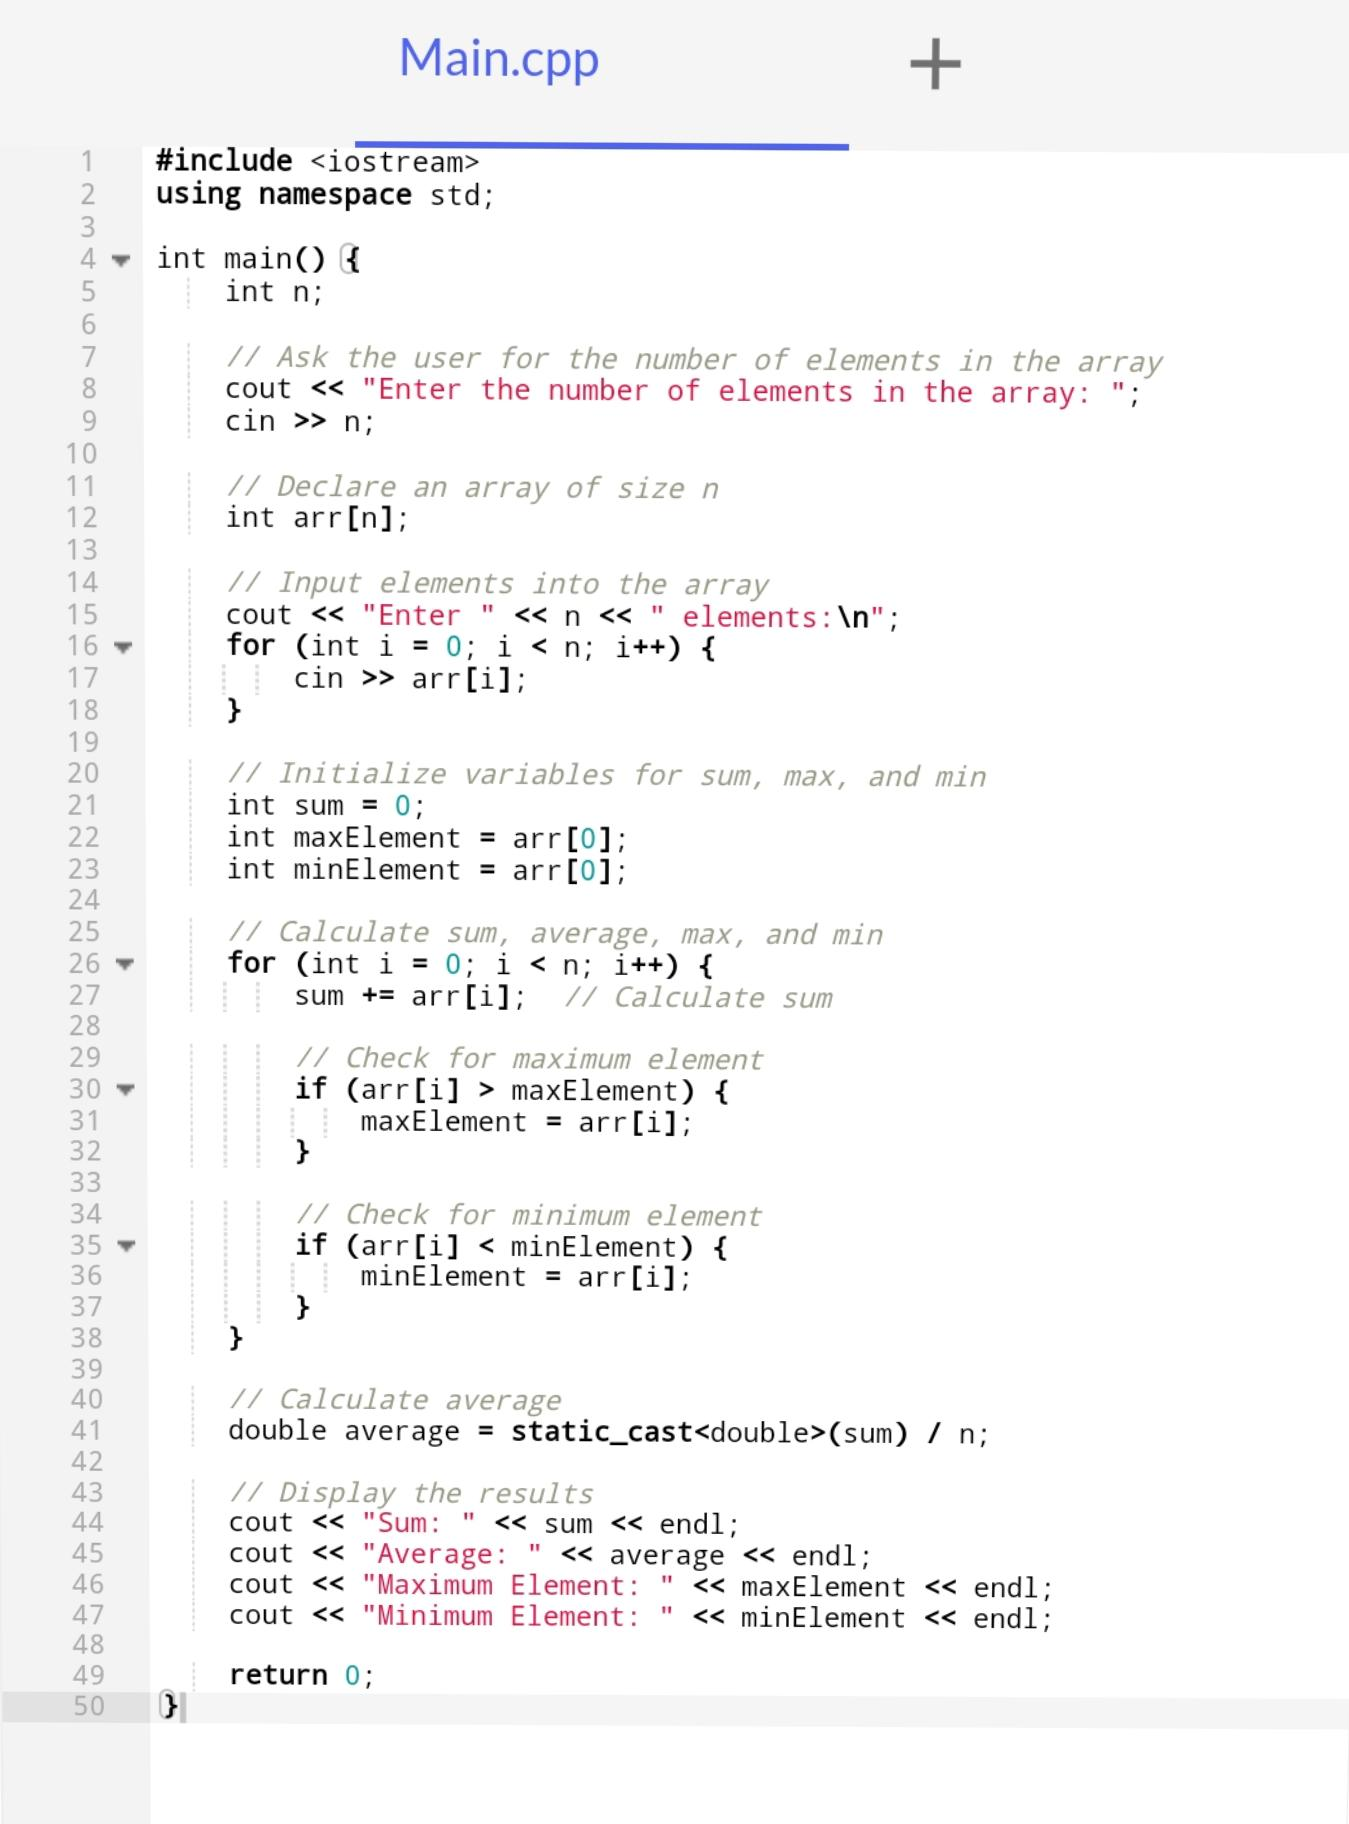 Main.cpp +
1 #include <iostream>
2 using namespace std;
3
4 int main() {
5     int n;
6
7     // Ask the user for the number of elements in the array
8     cout << "Enter the number of elements in the array: ";
9     cin >> n;
10
11     // Declare an array of size n
12     int arr[n];
13
14     // Input elements into the array
15     cout << "Enter " << n << " elements:\n";
16     for (int i = 0; i < n; i++) {
17         cin >> arr[i];
18     }
19
20     // Initialize variables for sum, max, and min
21     int sum = 0;
22     int maxElement = arr[0];
23     int minElement = arr[0];
24
25     // Calculate sum, average, max, and min
26     for (int i = 0; i < n; i++) {
27         sum += arr[i];  // Calculate sum
28
29         // Check for maximum element
30         if (arr[i] > maxElement) {
31             maxElement = arr[i];
32         }
33
34         // Check for minimum element
35         if (arr[i] < minElement) {
36             minElement = arr[i];
37         }
38     }
39
40     // Calculate average
41     double average = static_cast<double>(sum) / n;
42
43     // Display the results
44     cout << "Sum: " << sum << endl;
45     cout << "Average: " << average << endl;
46     cout << "Maximum Element: " << maxElement << endl;
47     cout << "Minimum Element: " << minElement << endl;
48
49     return 0;
50 }